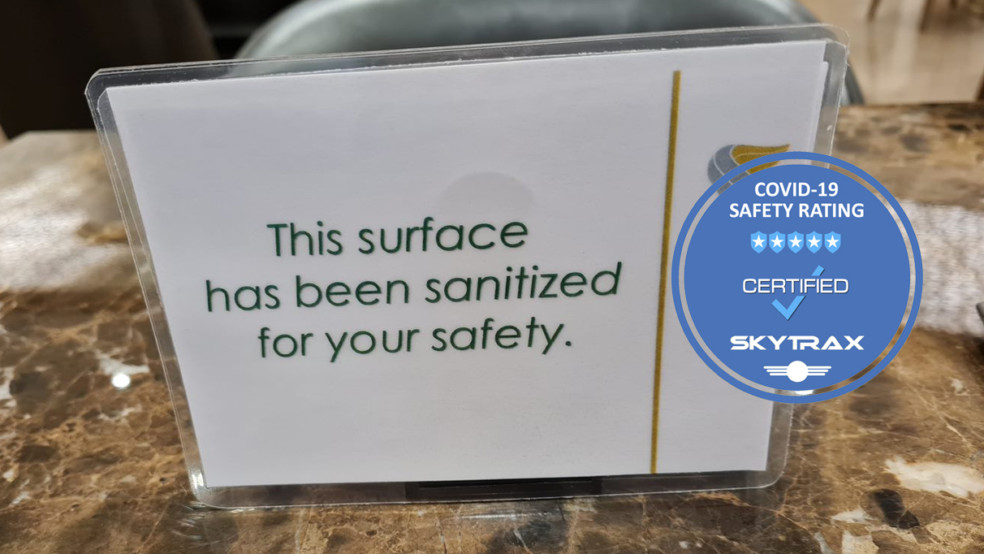 This surface
has been sanitized
for your safety.
COVID-19
SAFETY RATING
CERTIFIED
SKYTRAX